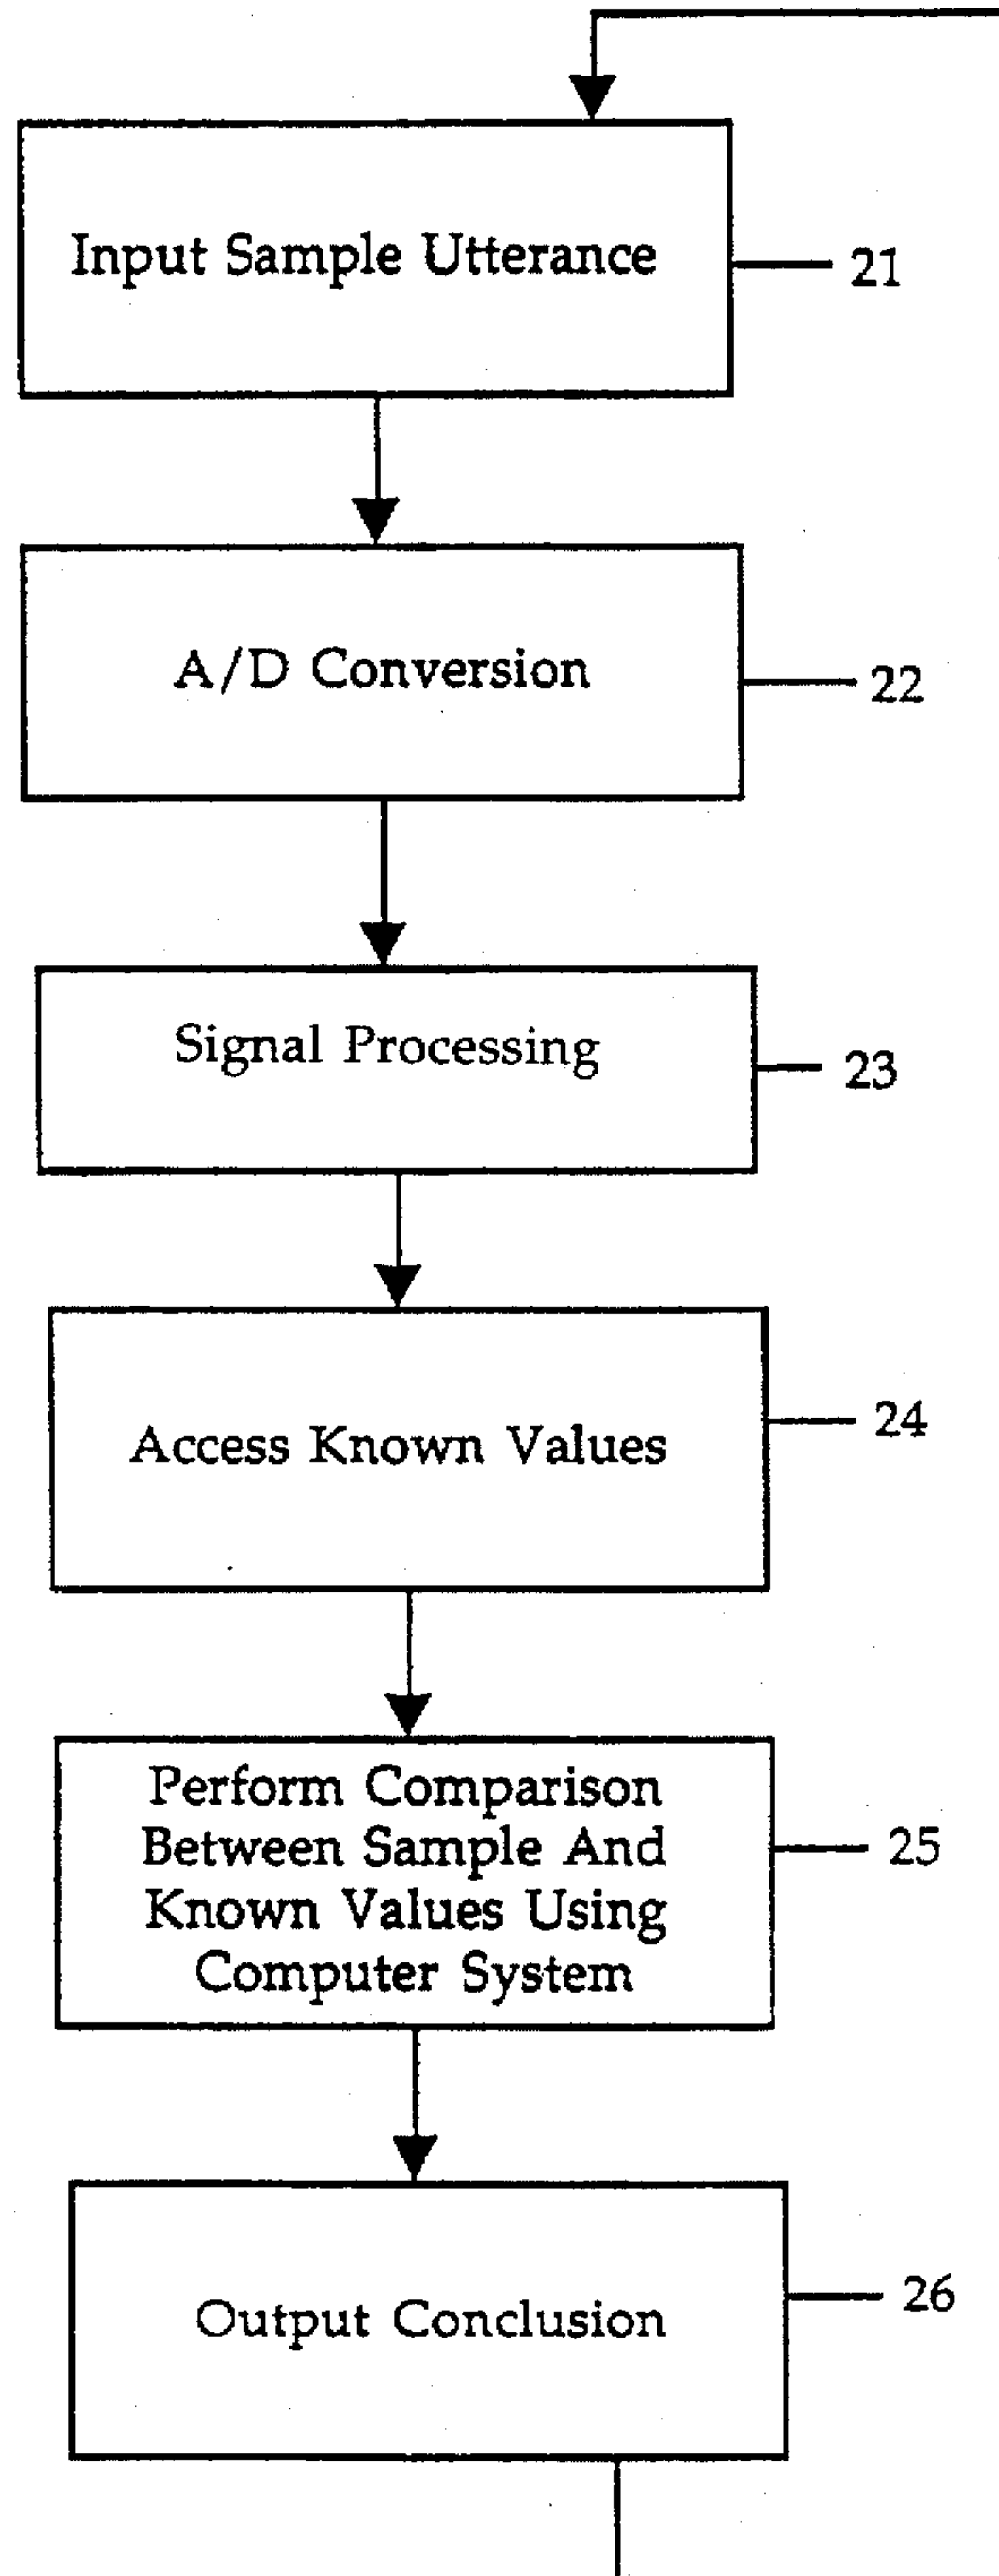 Input Sample Utterance
21
A/D Conversion
22
Signal Processing
23
Access Known Values
24
Perform Comparison
Between Sample And
Known Values Using
Computer System
25
Output Conclusion
26